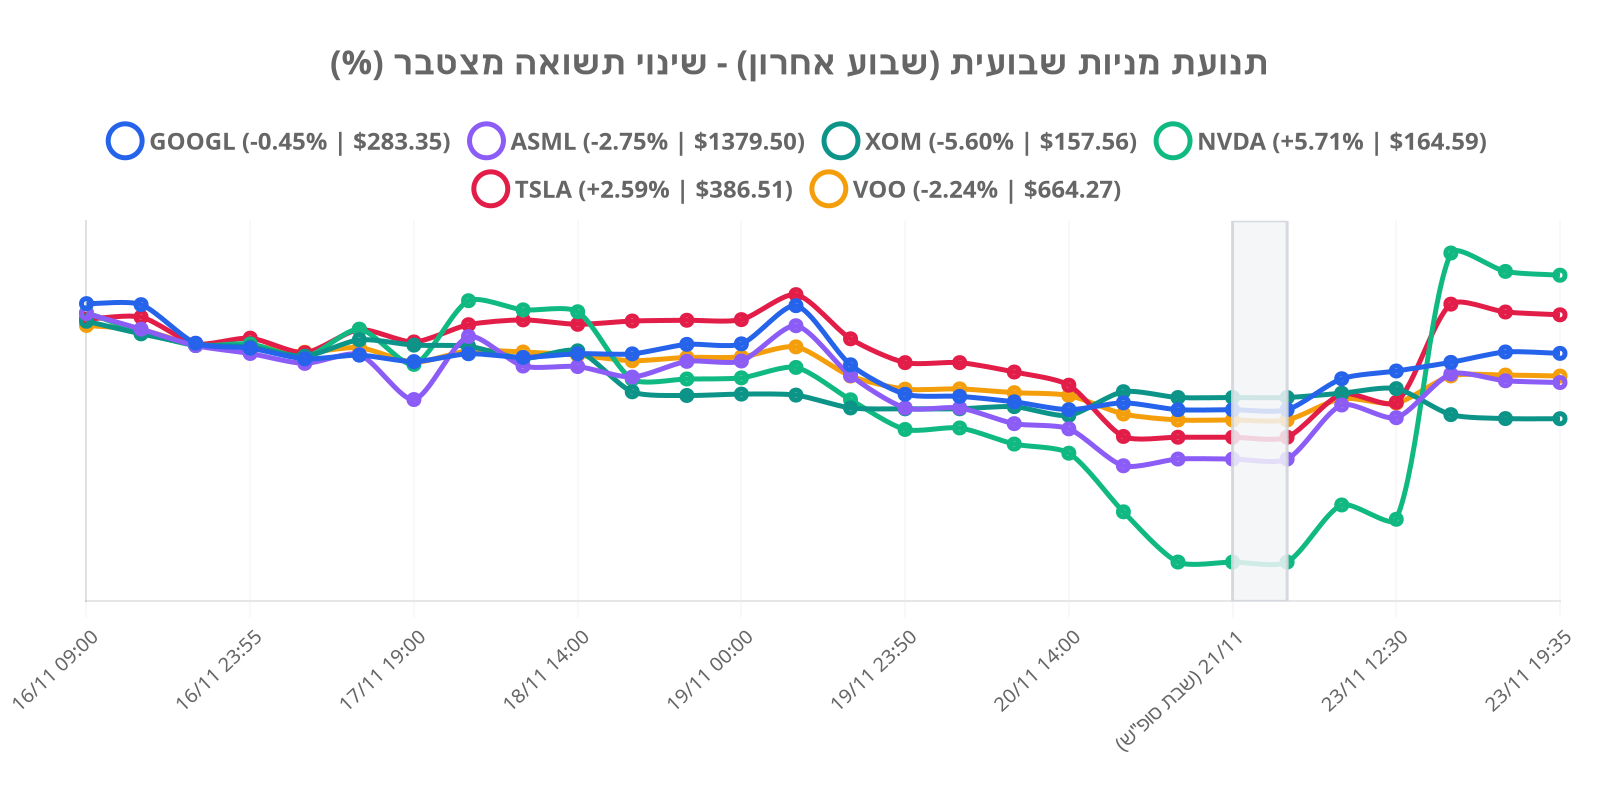 תנועת מניות שבועית (שבוע אחרון) - שינוי תשואה מצטבר (%)
GOOGL (-0.45% | $283.35) ASML (-2.75% | $1379.50) XOM (-5.60% | $157.56) NVDA (+5.71% | $164.59)
TSLA (+2.59% | $386.51) VOO (-2.24% | $664.27)
16/11 09:00
16/11 23:55
17/11 19:00
18/11 14:00
19/11 00:00
19/11 23:50
20/11 14:00
21/11 (שבת סופ"ש)
23/11 12:30
23/11 19:35